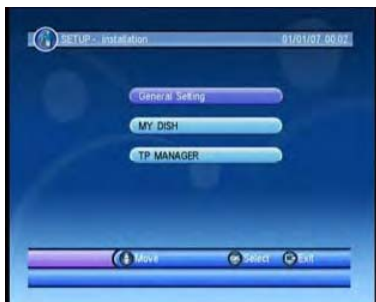 SETUP - Installation 01/01/07 00:02
General Setting
MY DISH
TP MANAGER
Move Select Exit